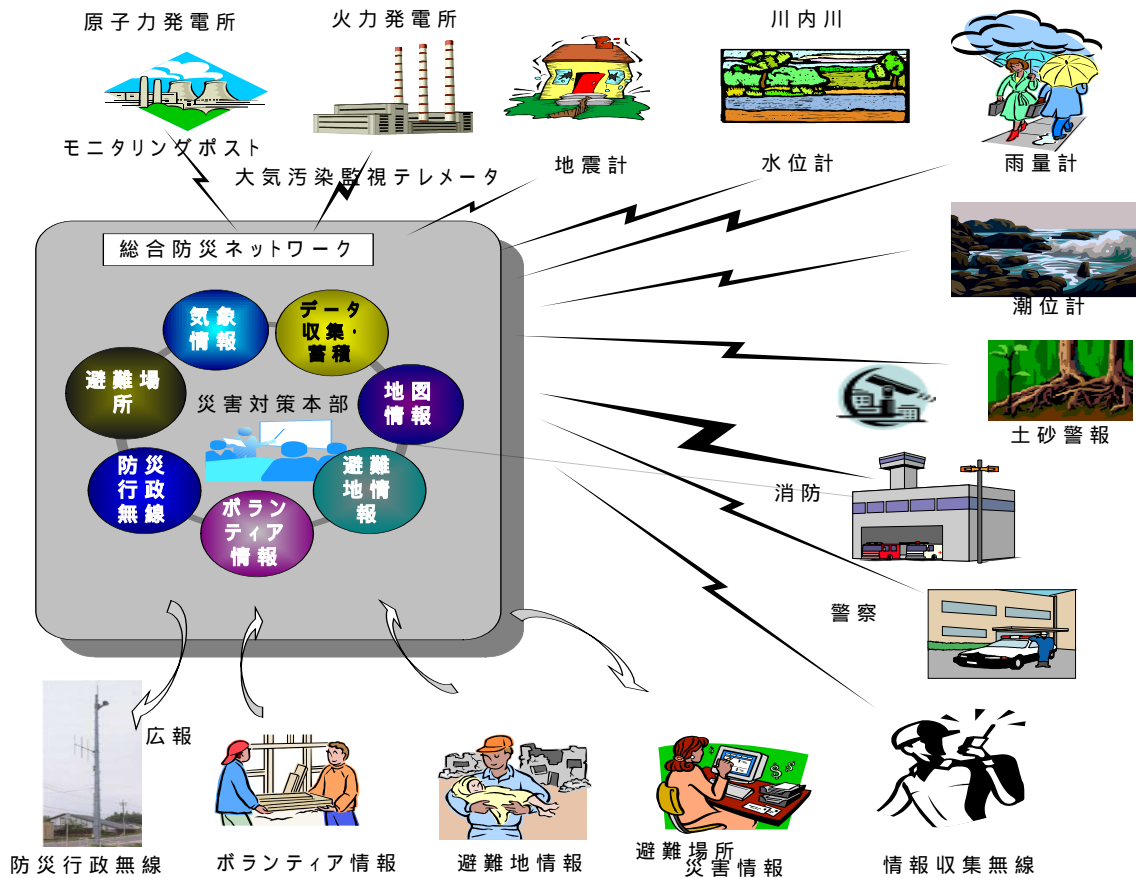 原子力発電所
火力発電所
川内川
モニタリングポスト
大気汚染監視テレメータ
地震計
水位計
雨量計
総合防災ネットワーク
潮位計
気象
情報
データ
収集・
蓄積
避難場
所
災害対策本部
地図
情報
土砂警報
防災
行政
無線
避難
地情
報
ボラン
ティア
情報
消防
警察
広報
防災行政無線
ボランティア情報
避難地情報
避難場所
災害情報
情報収集無線